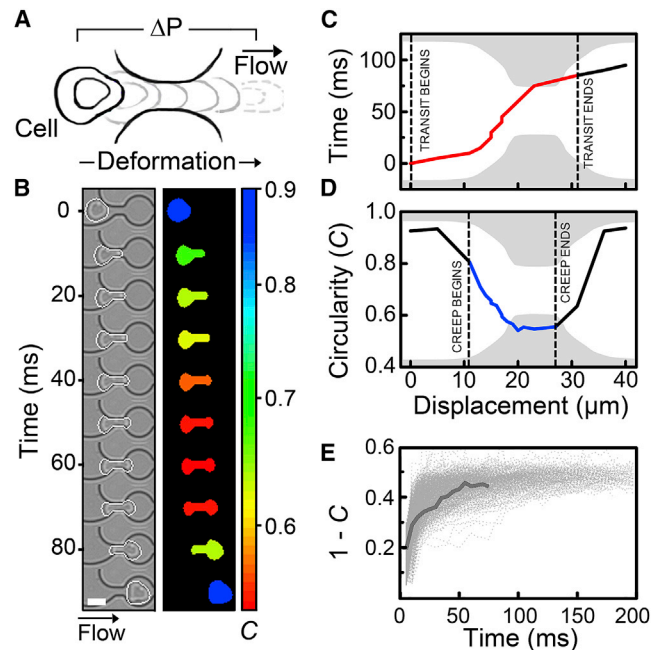 A
ΔP
Flow
Cell
Deformation
B
0
20
40
60
80
Time (ms)
Flow
0.9
0.8
0.7
0.6
C
C
100
50
0
Time (ms)
TRANSIT BEGINS
TRANSIT ENDS
D
1.0
0.8
0.6
0.4
Circularity (C)
CREEP BEGINS
CREEP ENDS
0 10 20 30 40
Displacement (μm)
E
0.6
0.4
0.2
1 - C
0 50 100 150 200
Time (ms)